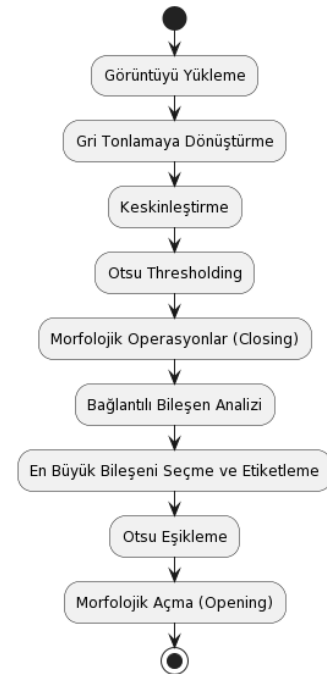 Görüntüyü Yükleme
Gri Tonlamaya Dönüştürme
Keskinleştirme
Otsu Thresholding
Morfolojik Operasyonlar (Closing)
Bağlantılı Bileşen Analizi
En Büyük Bileşeni Seçme ve Etiketleme
Otsu Eşikleme
Morfolojik Açma (Opening)